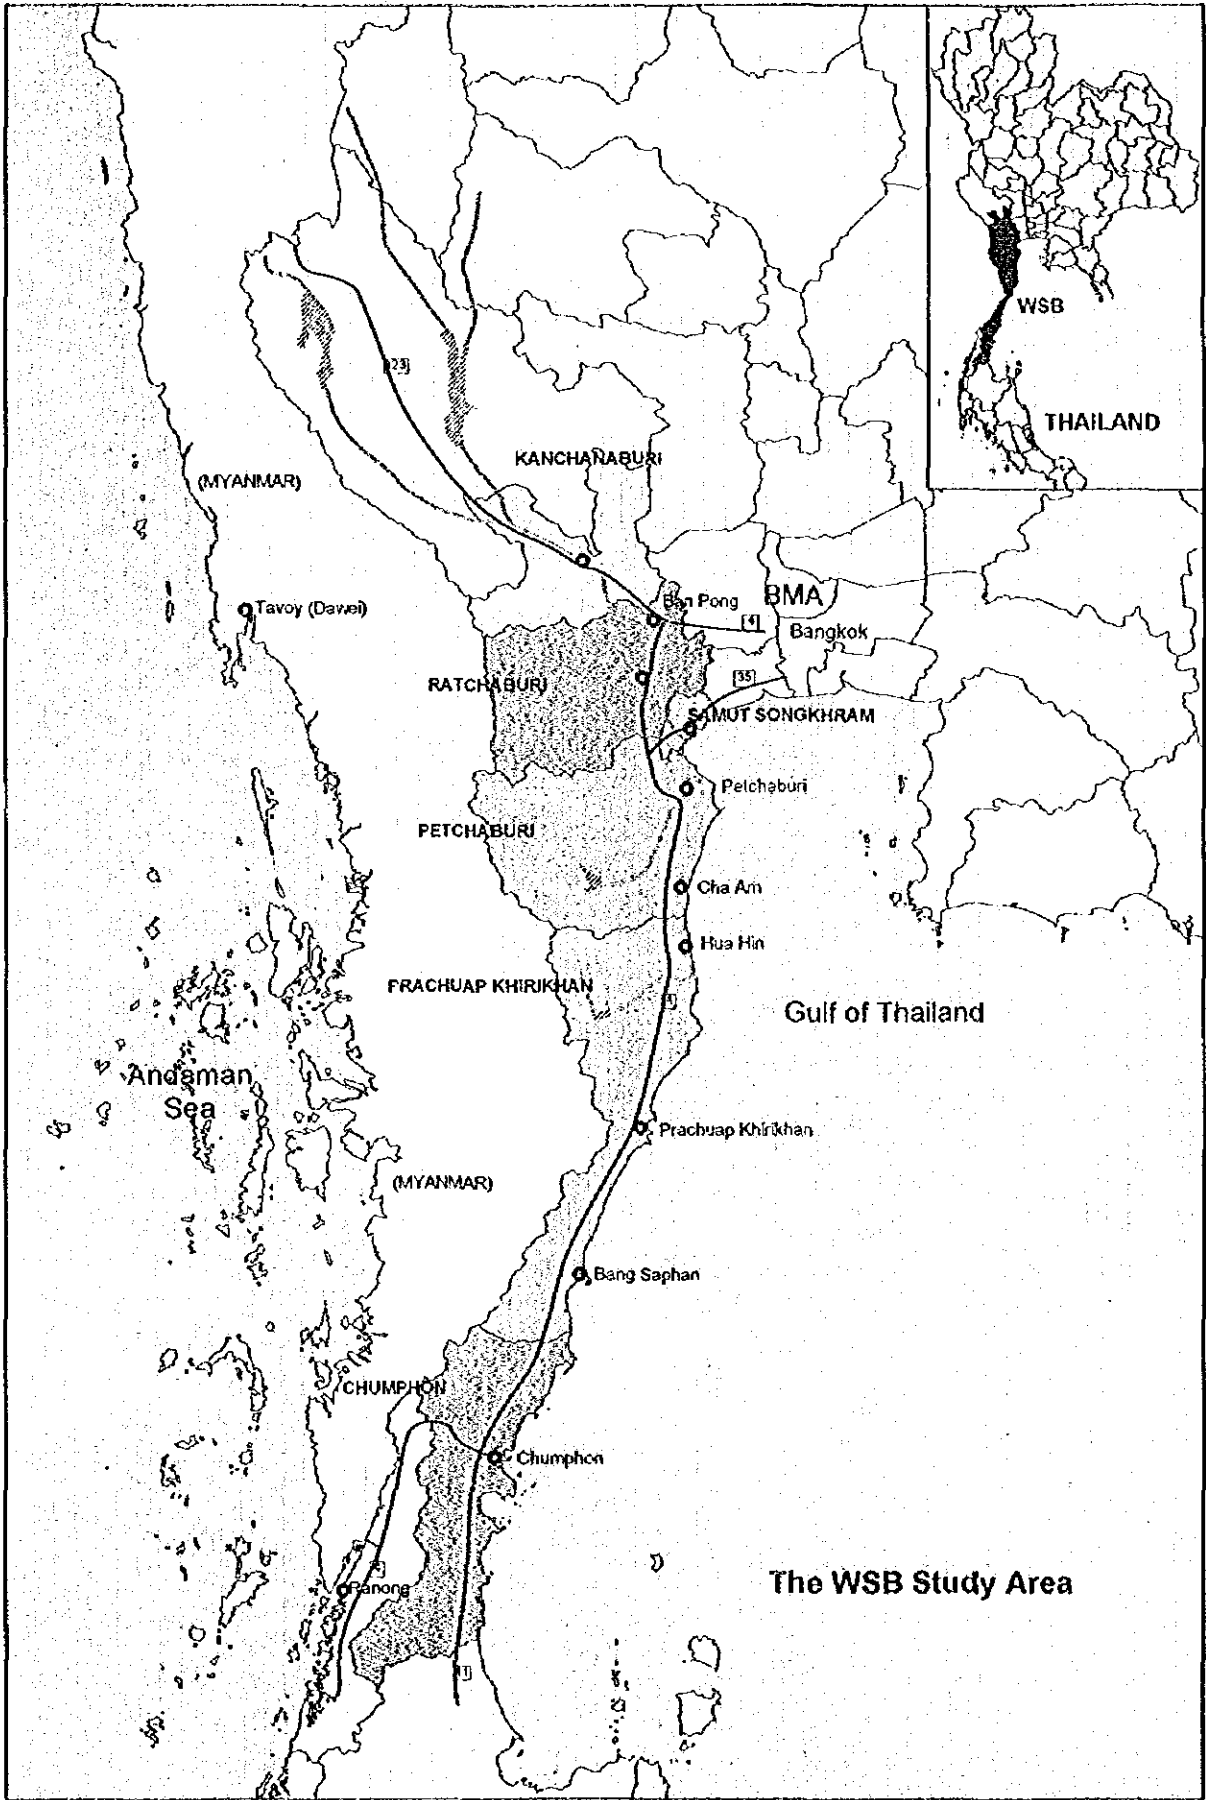 WSB
THAILAND
23
KANCHANABURI
(MYANMAR)
Tavoy (Dawei)
Ban Pong
BMA
4
Bangkok
RATCHABURI
35
SAMUT SONGKHRAM
Petchaburi
PETCHABURI
Cha Am
Hua Hin
PRACHUAP KHIRIKHAN
Gulf of Thailand
Andaman
Sea
Prachuap Khirikhan
(MYANMAR)
Bang Saphan
CHUMPHON
Chumphon
Ranong
The WSB Study Area